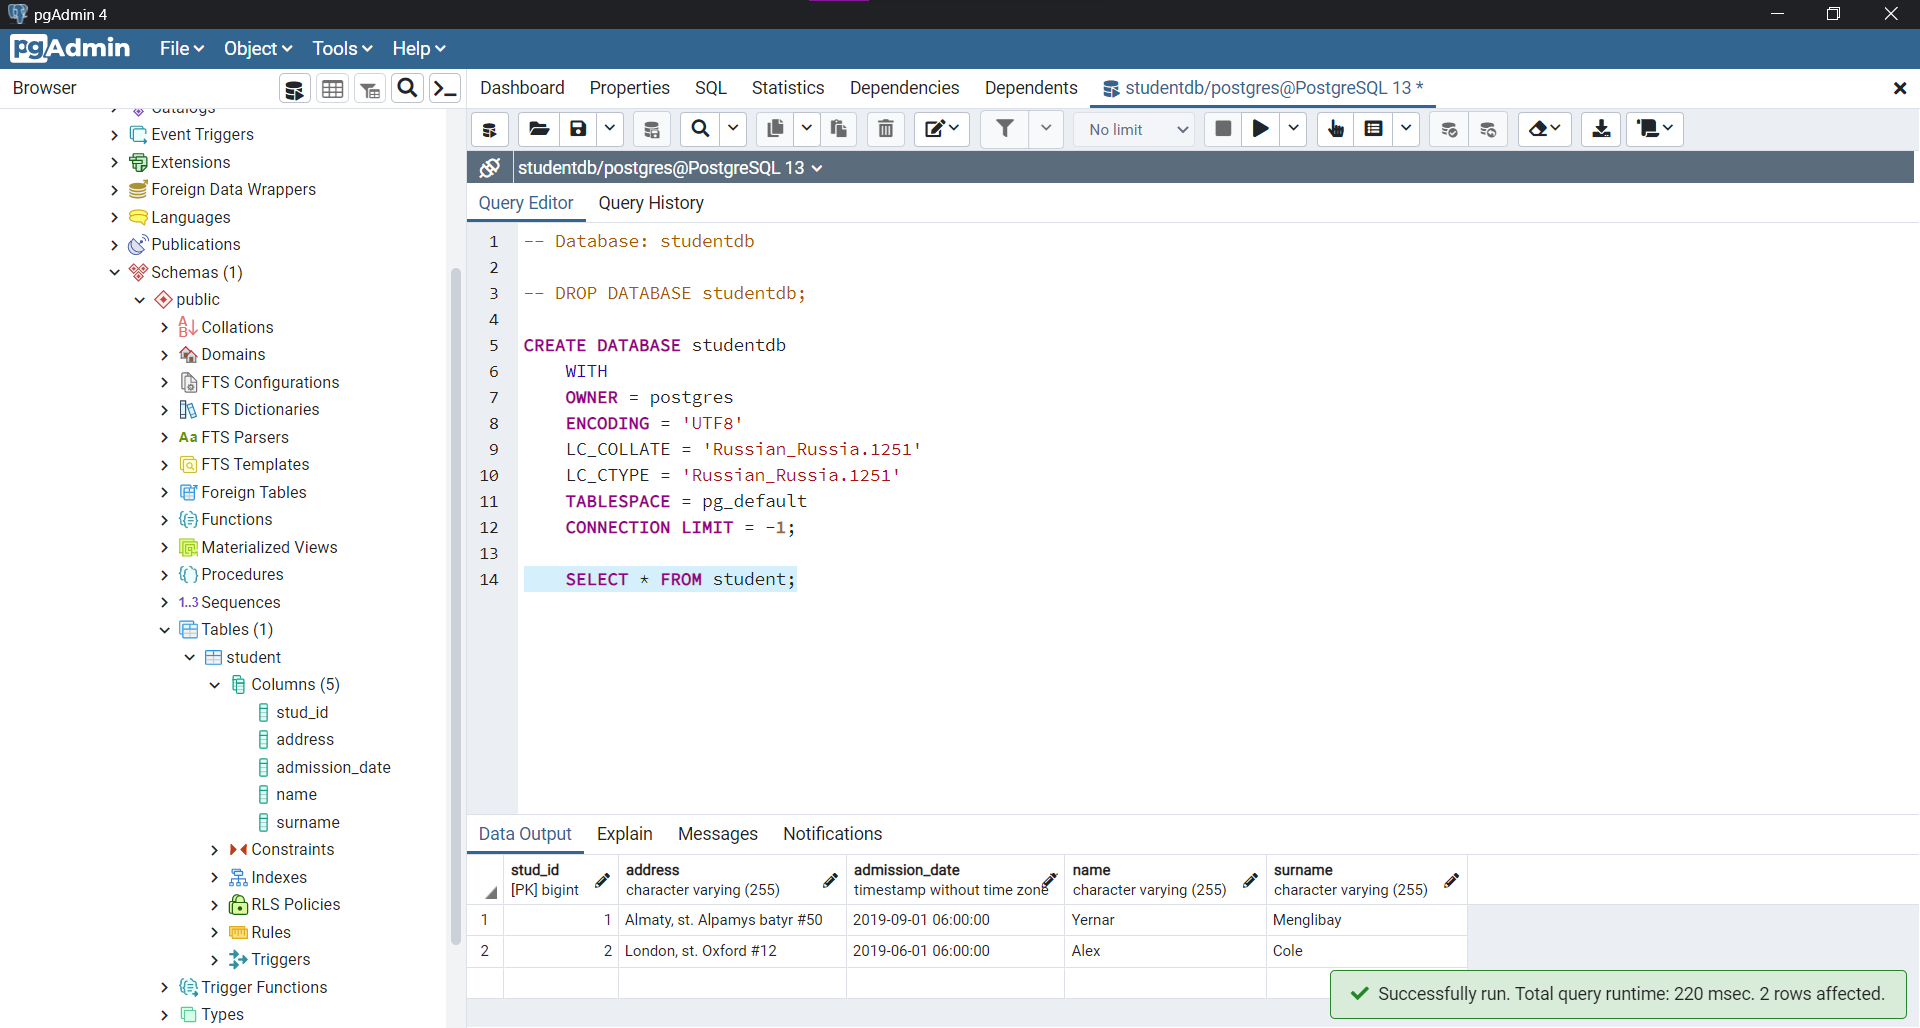 pgAdmin 4
pgAdmin File Object Tools Help
Browser
Dashboard Properties SQL Statistics Dependencies Dependents studentdb/postgres@PostgreSQL 13 *
No limit
studentdb/postgres@PostgreSQL 13
Query Editor Query History
Catalogs
Event Triggers
Extensions
Foreign Data Wrappers
Languages
Publications
Schemas (1)
public
Collations
Domains
FTS Configurations
FTS Dictionaries
Aa FTS Parsers
FTS Templates
Foreign Tables
Functions
Materialized Views
Procedures
1..3 Sequences
Tables (1)
student
Columns (5)
stud_id
address
admission_date
name
surname
Constraints
Indexes
RLS Policies
Rules
Triggers
Trigger Functions
Types
1 -- Database: studentdb
2
3 -- DROP DATABASE studentdb;
4
5 CREATE DATABASE studentdb
6 WITH
7 OWNER = postgres
8 ENCODING = 'UTF8'
9 LC_COLLATE = 'Russian_Russia.1251'
10 LC_CTYPE = 'Russian_Russia.1251'
11 TABLESPACE = pg_default
12 CONNECTION LIMIT = -1;
13
14 SELECT * FROM student;
Data Output Explain Messages Notifications
stud_id address admission_date name surname
[PK] bigint character varying (255) timestamp without time zone character varying (255) character varying (255)
1 1 Almaty, st. Alpamys batyr #50 2019-09-01 06:00:00 Yernar Menglibay
2 2 London, st. Oxford #12 2019-06-01 06:00:00 Alex Cole
Successfully run. Total query runtime: 220 msec. 2 rows affected.